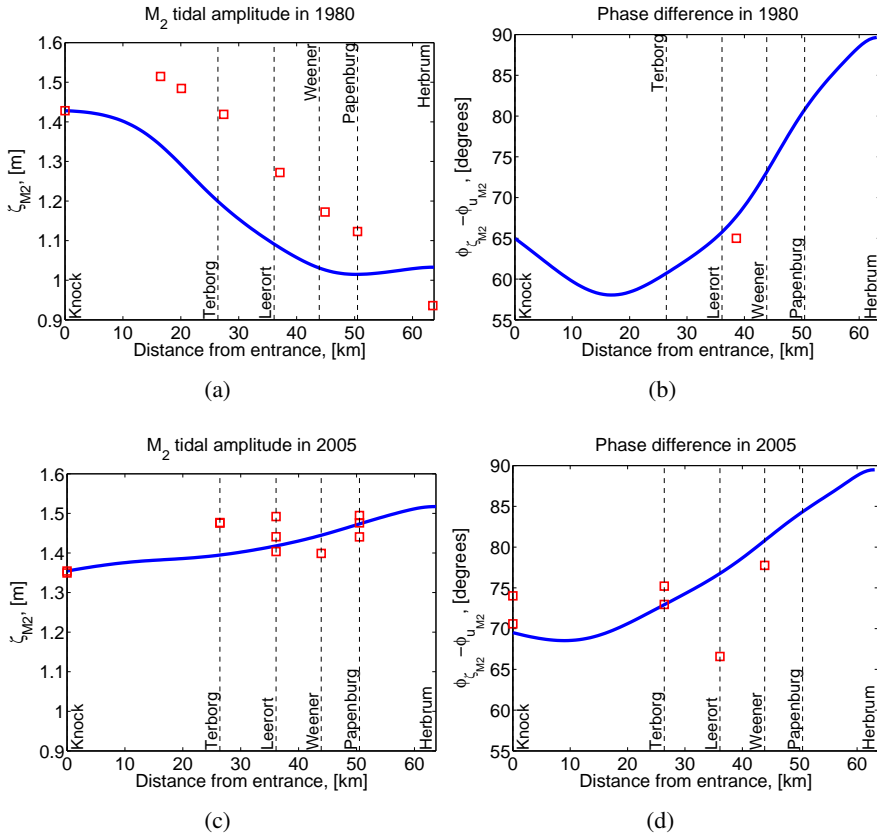 M2 tidal amplitude in 1980
1.6
1.5
1.4
1.3
1.2
1.1
1
0.9
ζM2, [m]
Knock
Terborg
Leerort
Weener
Papenburg
Herbrum
0 10 20 30 40 50 60
Distance from entrance, [km]
(a)
Phase difference in 1980
90
85
80
75
70
65
60
55
ϕζM2 −ϕuM2 , [degrees]
Knock
Terborg
Leerort
Weener
Papenburg
Herbrum
0 10 20 30 40 50 60
Distance from entrance, [km]
(b)
M2 tidal amplitude in 2005
1.6
1.5
1.4
1.3
1.2
1.1
1
0.9
ζM2, [m]
Knock
Terborg
Leerort
Weener
Papenburg
Herbrum
0 10 20 30 40 50 60
Distance from entrance, [km]
(c)
Phase difference in 2005
90
85
80
75
70
65
60
55
ϕζM2 −ϕuM2 , [degrees]
Knock
Terborg
Leerort
Weener
Papenburg
Herbrum
0 10 20 30 40 50 60
Distance from entrance, [km]
(d)